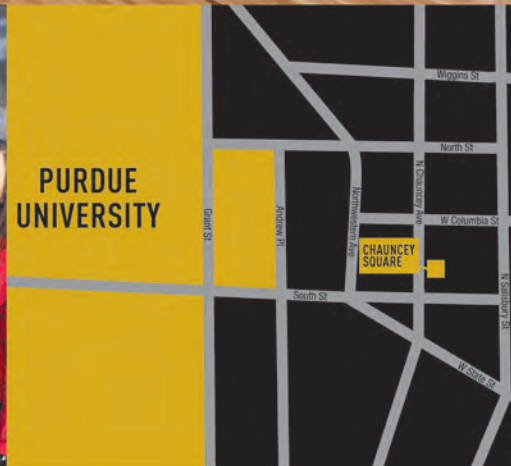 Wiggins St
North St
PURDUE
UNIVERSITY
N Chauncey Ave
Northwestern Ave
Grant St
Andrew Pl
W Columbia St
CHAUNCEY
SQUARE
N Salisbury St
South St
W State St